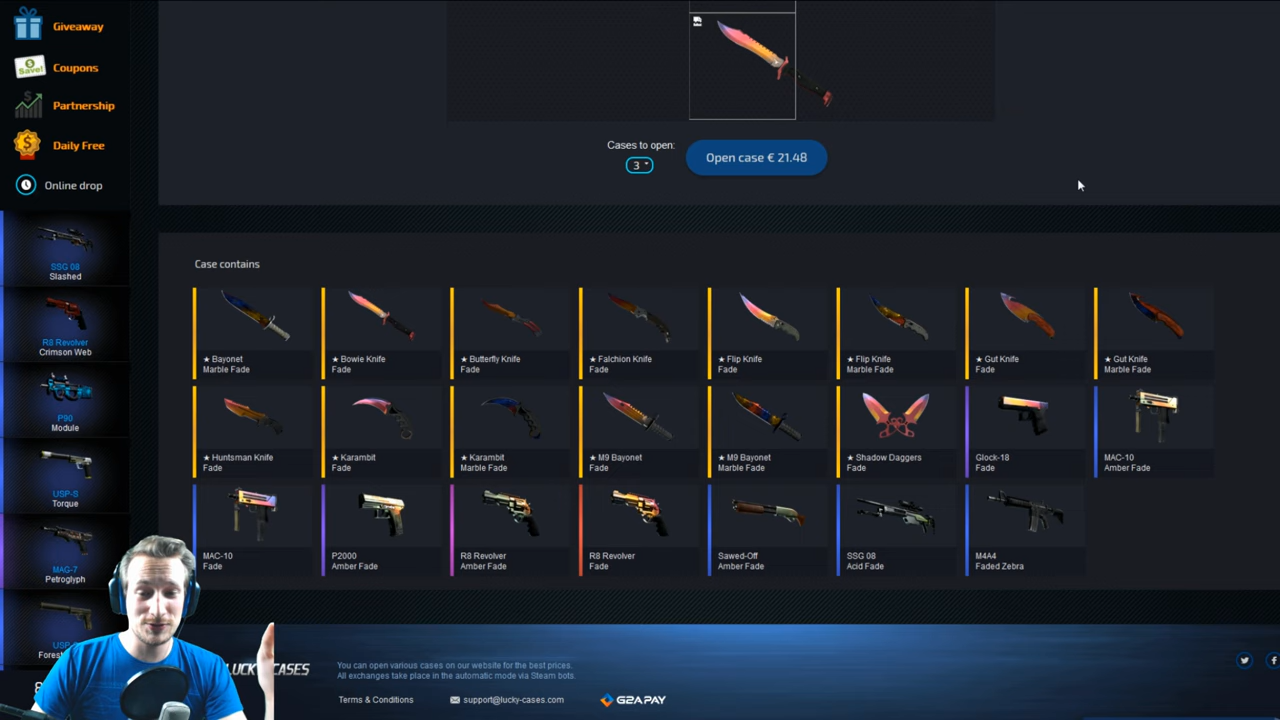 Giveaway
Save!
Coupons
Partnership
Daily Free
Online drop
Cases to open:
3
Open case € 21.48
SSG 08
Slashed
R8 Revolver
Crimson Web
P90
Module
USP-S
Torque
MAG-7
Petroglyph
USP-
Forest
Case contains
★ Bayonet
Marble Fade
★ Bowie Knife
Fade
★ Butterfly Knife
Fade
★ Falchion Knife
Fade
★ Flip Knife
Fade
★ Flip Knife
Marble Fade
★ Gut Knife
Fade
★ Gut Knife
Marble Fade
★ Huntsman Knife
Fade
★ Karambit
Fade
★ Karambit
Marble Fade
★ M9 Bayonet
Fade
★ M9 Bayonet
Marble Fade
★ Shadow Daggers
Fade
Glock-18
Fade
MAC-10
Amber Fade
MAC-10
Fade
P2000
Amber Fade
R8 Revolver
Amber Fade
R8 Revolver
Fade
Sawed-Off
Amber Fade
SSG 08
Acid Fade
M4A4
Faded Zebra
LUCKY CASES
You can open various cases on our website for the best prices.
All exchanges take place in the automatic mode via Steam bots.
Terms & Conditions
support@lucky-cases.com
G2A PAY